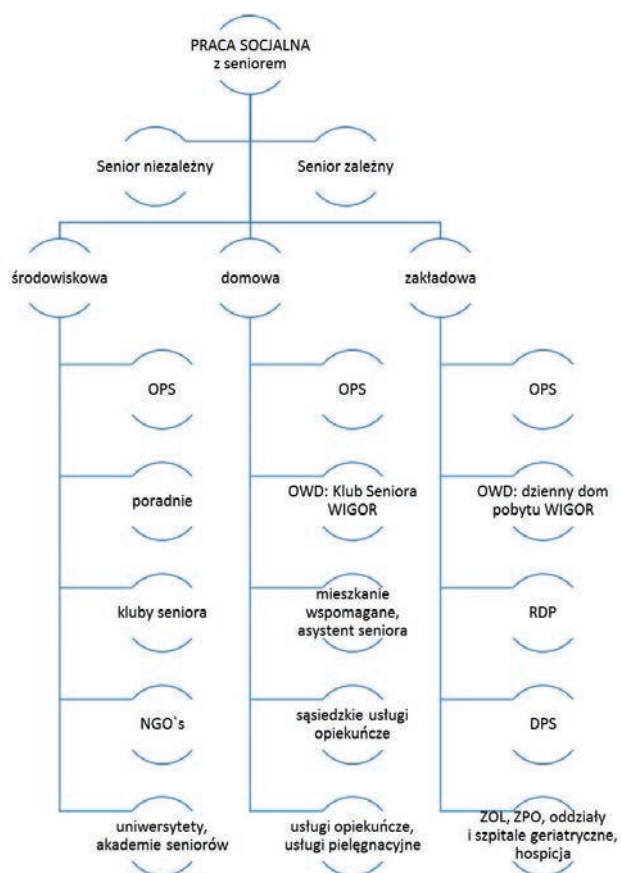 PRACA SOCJALNA
z seniorem
Senior niezależny
Senior zależny
środowiskowa
domowa
zakładowa
OPS
OPS
OPS
poradnie
OWD: Klub Seniora
WIGOR
OWD: dzienny dom
pobytu WIGOR
kluby seniora
mieszkanie
wspomagane,
asystent seniora
RDP
NGO`s
sąsiedzkie usługi
opiekuńcze
DPS
uniwersytety,
akademie seniorów
usługi opiekuńcze,
usługi pielęgnacyjne
ZOL, ZPO, oddziały
i szpitale geriatryczne,
hospicja